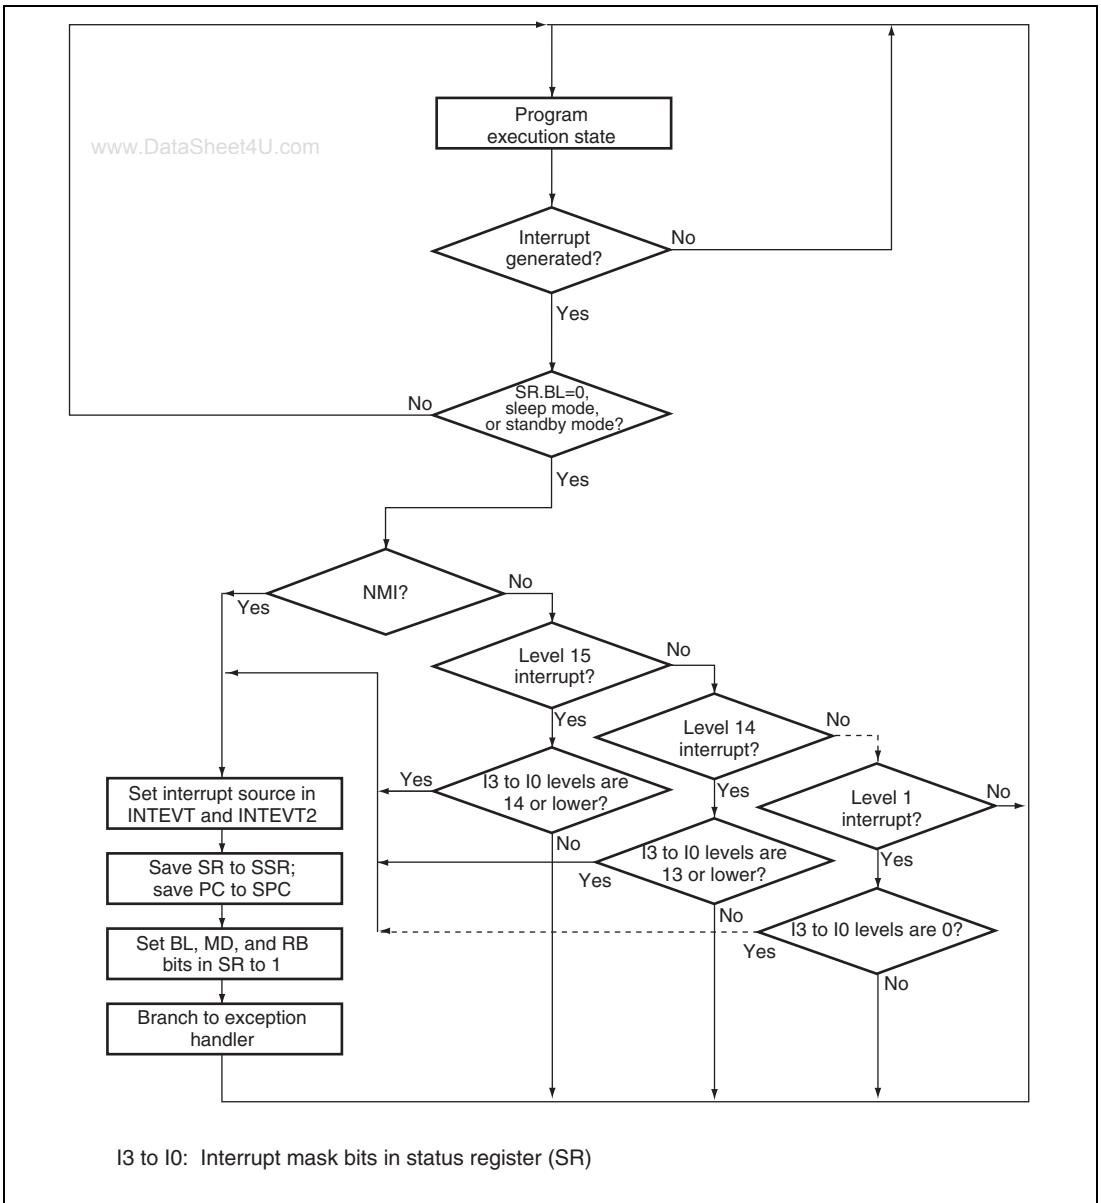 Program
execution state
www.DataSheet4U.com
Interrupt
generated?
No
Yes
SR.BL=0,
sleep mode,
or standby mode?
No
Yes
NMI?
No
Yes
Level 15
interrupt?
No
Yes
Level 14
interrupt?
No
Yes
I3 to I0 levels are
14 or lower?
Yes
No
Level 1
interrupt?
No
Yes
Set interrupt source in
INTEVT and INTEVT2
I3 to I0 levels are
13 or lower?
Yes
No
Save SR to SSR;
save PC to SPC
I3 to I0 levels are 0?
Yes
No
Set BL, MD, and RB
bits in SR to 1
Branch to exception
handler
I3 to I0: Interrupt mask bits in status register (SR)